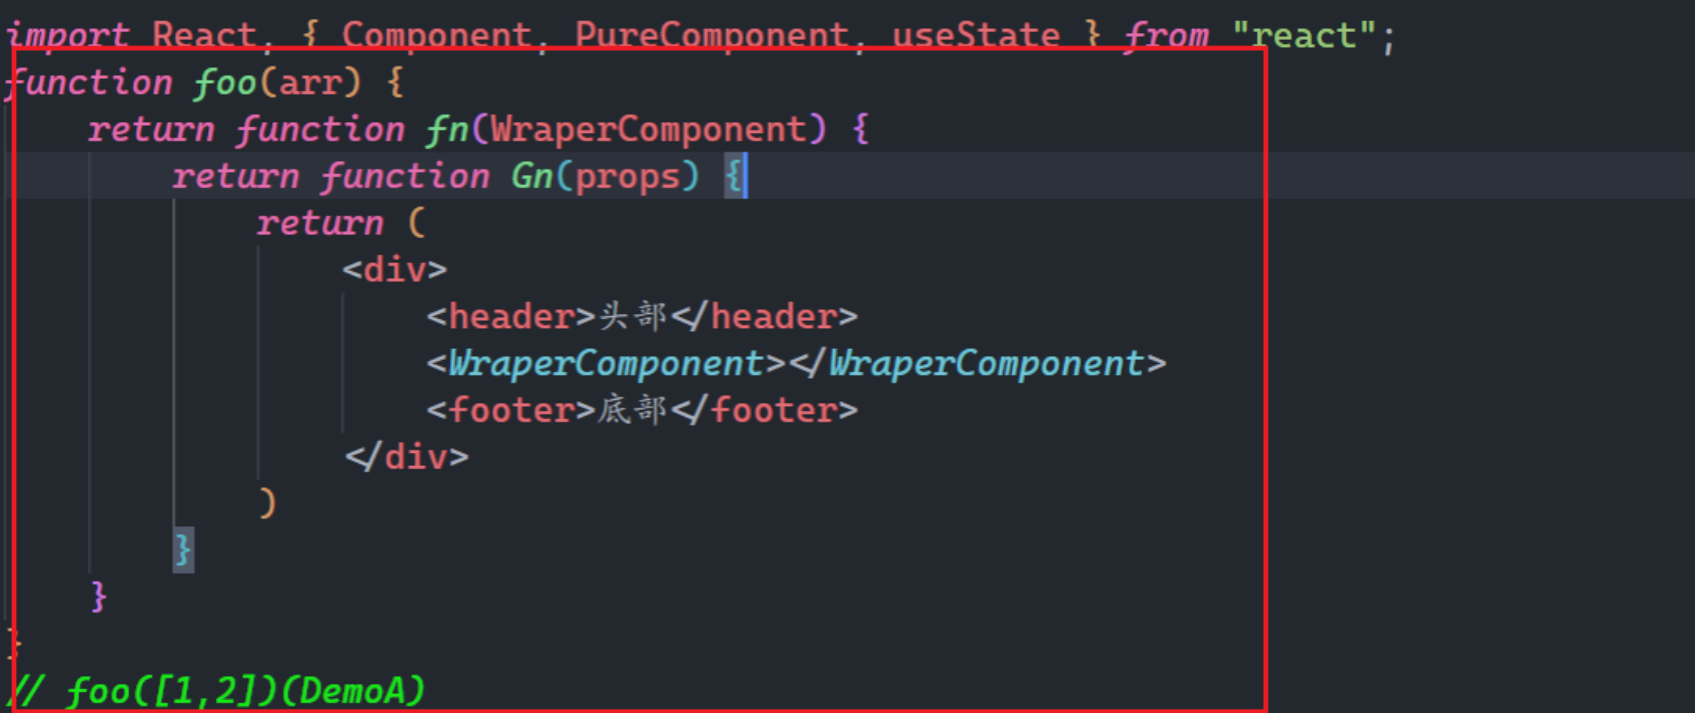 import React, { Component, PureComponent, useState } from "react";
function foo(arr) {
return function fn(WraperComponent) {
return function Gn(props) {
return (
<div>
<header>头部</header>
<WraperComponent></WraperComponent>
<footer>底部</footer>
</div>
)
}
}
}
// foo([1,2])(DemoA)